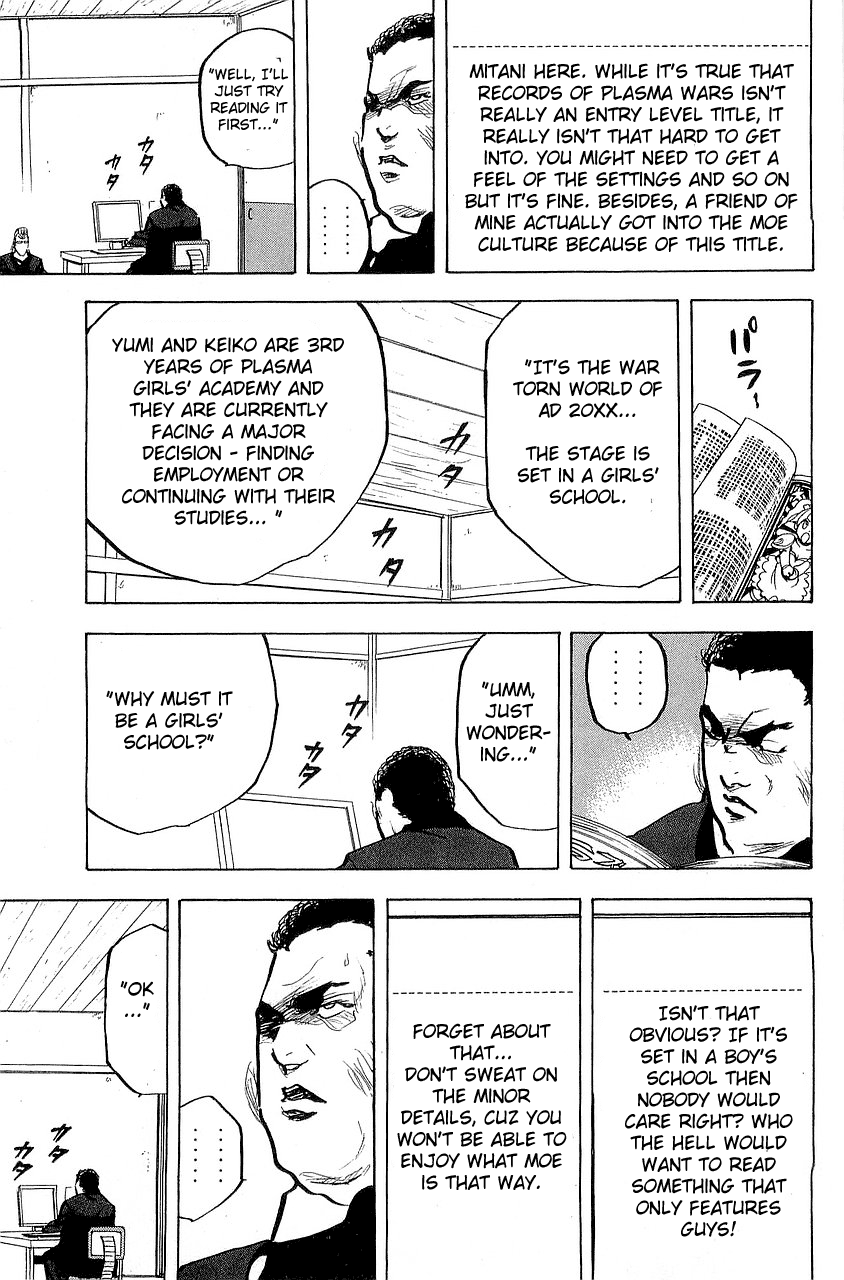 MITANI HERE. WHILE IT'S TRUE THAT
RECORDS OF PLASMA WARS ISN'T
REALLY AN ENTRY LEVEL TITLE, IT
REALLY ISN'T THAT HARD TO GET
INTO. YOU MIGHT NEED TO GET A
FEEL OF THE SETTINGS AND SO ON
BUT IT'S FINE. BESIDES, A FRIEND OF
MINE ACTUALLY GOT INTO THE MOE
CULTURE BECAUSE OF THIS TITLE.
"WELL, I'LL
JUST TRY
READING IT
FIRST..."
カタ
カタ
パラッ
"IT'S THE WAR
TORN WORLD OF
AD 20XX...
THE STAGE IS
SET IN A GIRLS'
SCHOOL.
カタ
YUMI AND KEIKO ARE 3RD
YEARS OF PLASMA
GIRLS' ACADEMY AND
THEY ARE CURRENTLY
FACING A MAJOR
DECISION - FINDING
EMPLOYMENT OR
CONTINUING WITH THEIR
STUDIES... "
カタ
"UMM,
JUST
WONDER-
ING..."
カタ
カタ
"WHY MUST IT
BE A GIRLS'
SCHOOL?"
ISN'T THAT
OBVIOUS? IF IT'S
SET IN A BOY'S
SCHOOL THEN
NOBODY WOULD
CARE RIGHT? WHO
THE HELL WOULD
WANT TO READ
SOMETHING THAT
ONLY FEATURES
GUYS!
FORGET ABOUT
THAT...
DON'T SWEAT ON
THE MINOR
DETAILS, CUZ YOU
WON'T BE ABLE TO
ENJOY WHAT MOE
IS THAT WAY.
"OK
..."
カタ
カタ